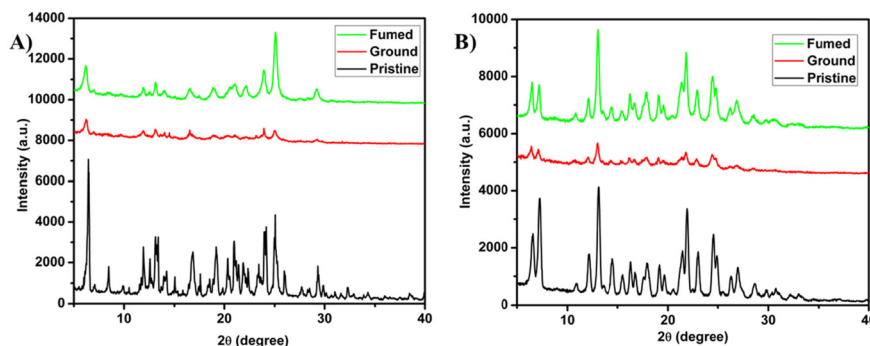 A)
14000
12000
10000
8000
6000
4000
2000
0
Intensity (a.u.)
Fumed
Ground
Pristine
10
20
30
40
2θ (degree)
B)
10000
8000
6000
4000
2000
0
Intensity (a.u.)
Fumed
Ground
Pristine
10
20
30
40
2θ (degree)